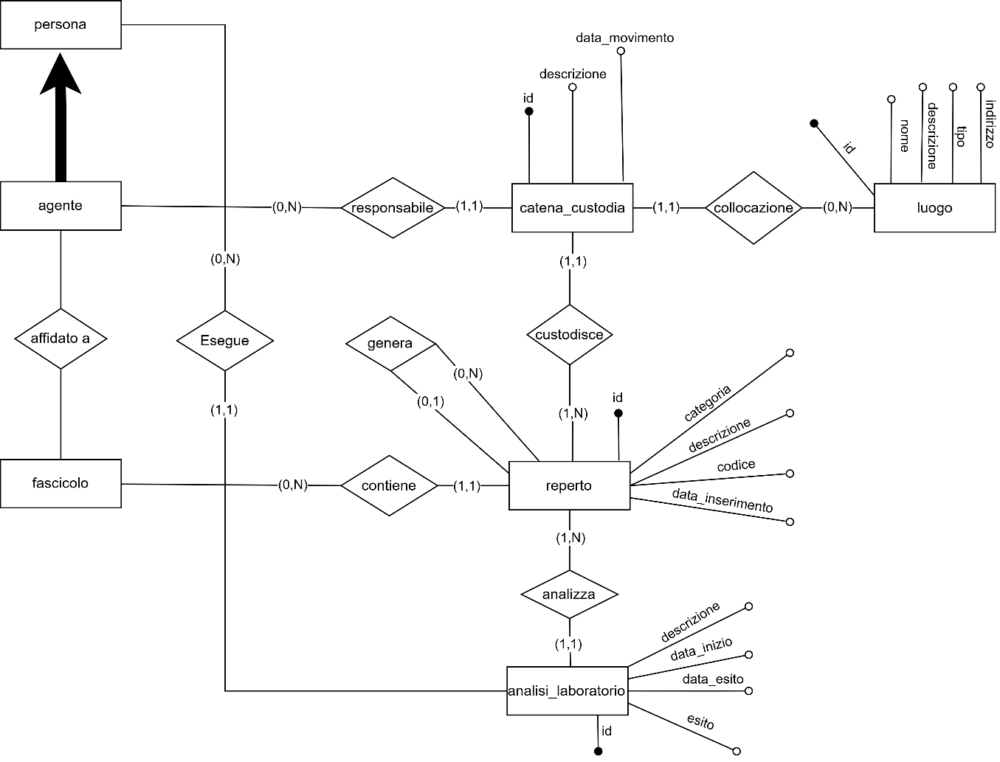 persona
data_movimento
descrizione
id
nome
descrizione
tipo
indirizzo
id
agente
(0,N)
responsabile
(1,1)
catena_custodia
(1,1)
collocazione
(0,N)
luogo
(0,N)
(1,1)
affidato a
Esegue
genera
custodisce
(0,N)
(0,1)
(1,1)
(1,N)
id
categoria
descrizione
codice
data_inserimento
fascicolo
(0,N)
contiene
(1,1)
reperto
(1,N)
analizza
(1,1)
descrizione
data_inizio
data_esito
esito
analisi_laboratorio
id